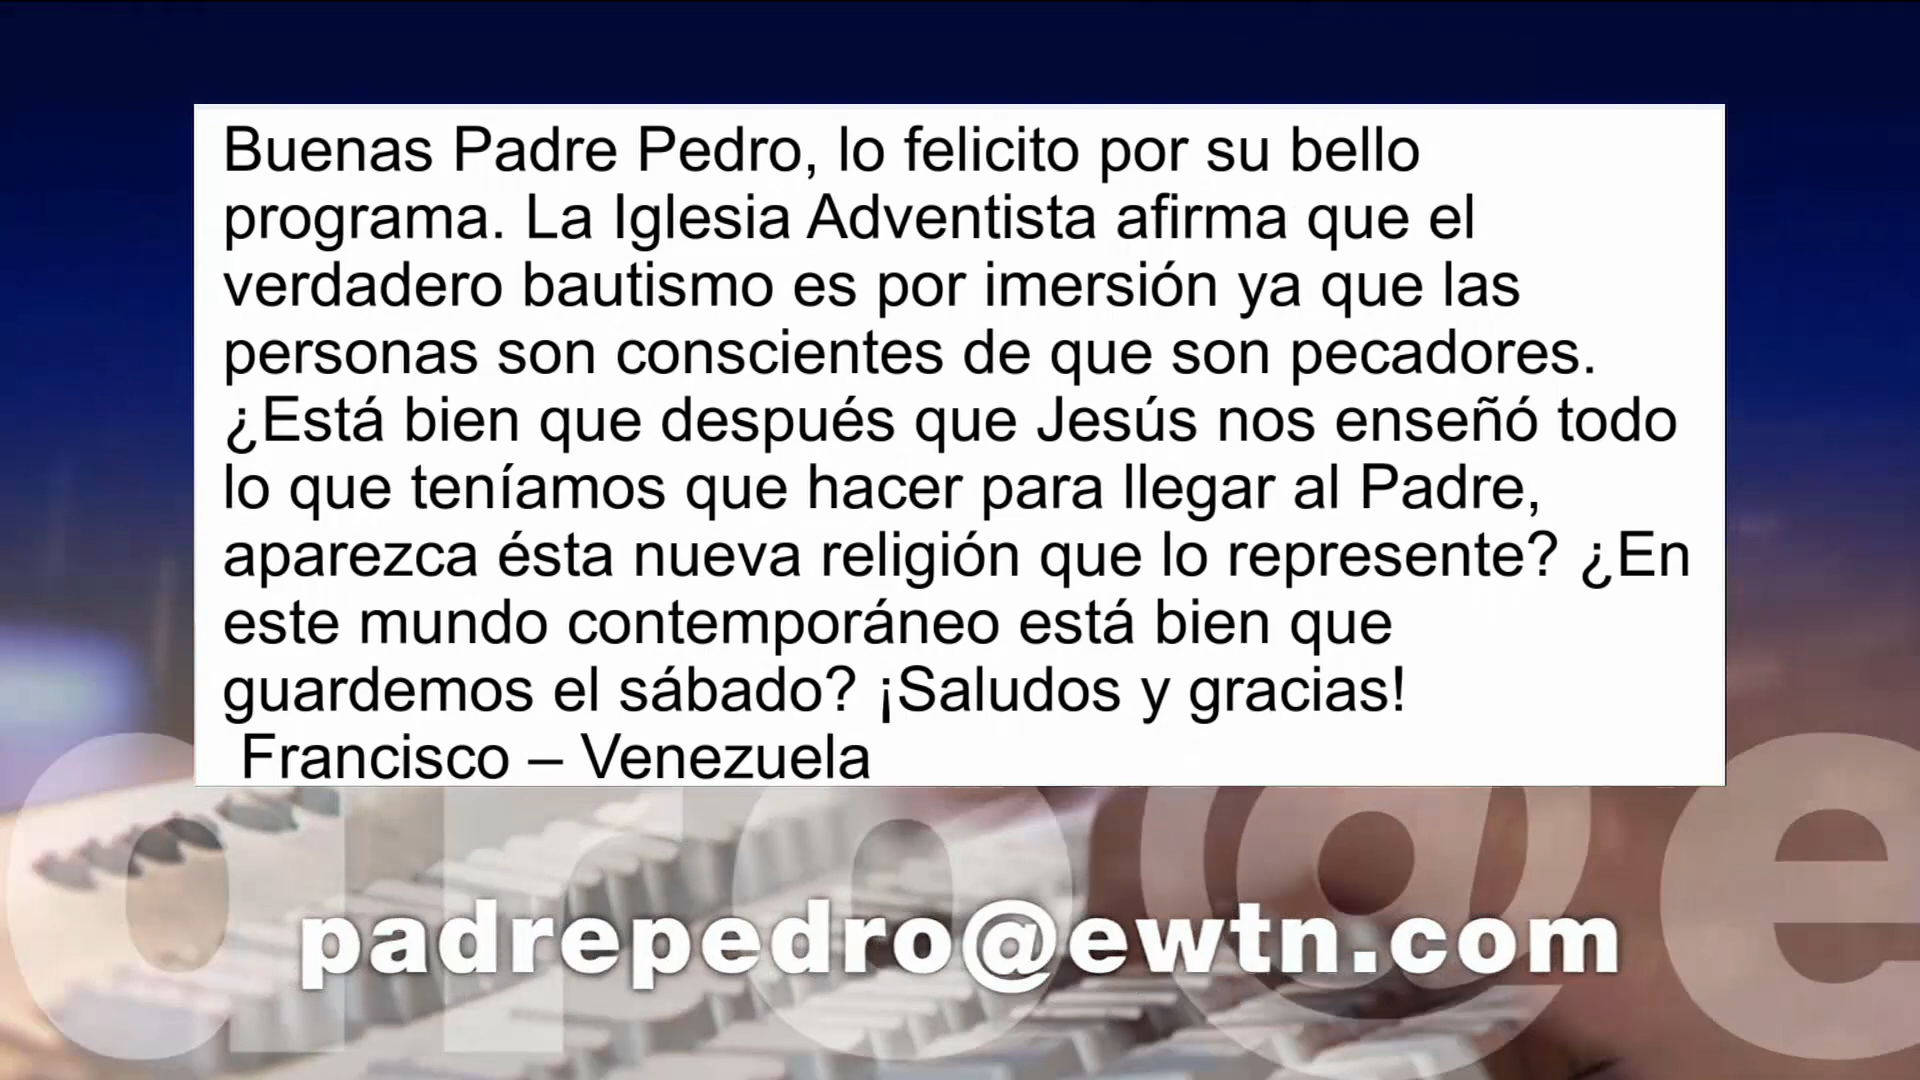 Buenas Padre Pedro, lo felicito por su bello
programa. La Iglesia Adventista afirma que el
verdadero bautismo es por imersión ya que las
personas son conscientes de que son pecadores.
¿Está bien que después que Jesús nos enseñó todo
lo que teníamos que hacer para llegar al Padre,
aparezca ésta nueva religión que lo represente? ¿En
este mundo contemporáneo está bien que
guardemos el sábado? ¡Saludos y gracias!
Francisco – Venezuela
aro@e
padrepedro@ewtn.com